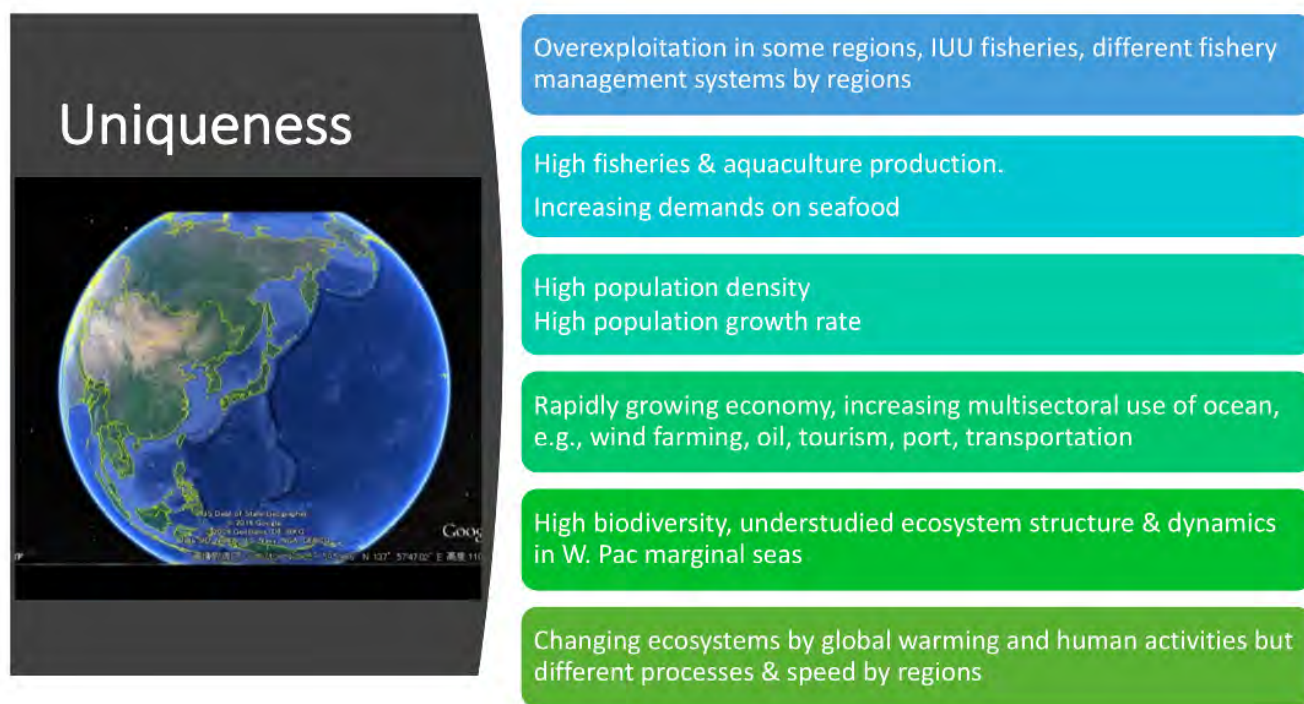 Uniqueness
Overexploitation in some regions, IUU fisheries, different fishery
management systems by regions
High fisheries & aquaculture production.
Increasing demands on seafood
High population density
High population growth rate
Rapidly growing economy, increasing multisectoral use of ocean,
e.g., wind farming, oil, tourism, port, transportation
High biodiversity, understudied ecosystem structure & dynamics
in W. Pac marginal seas
Changing ecosystems by global warming and human activities but
different processes & speed by regions
Goog